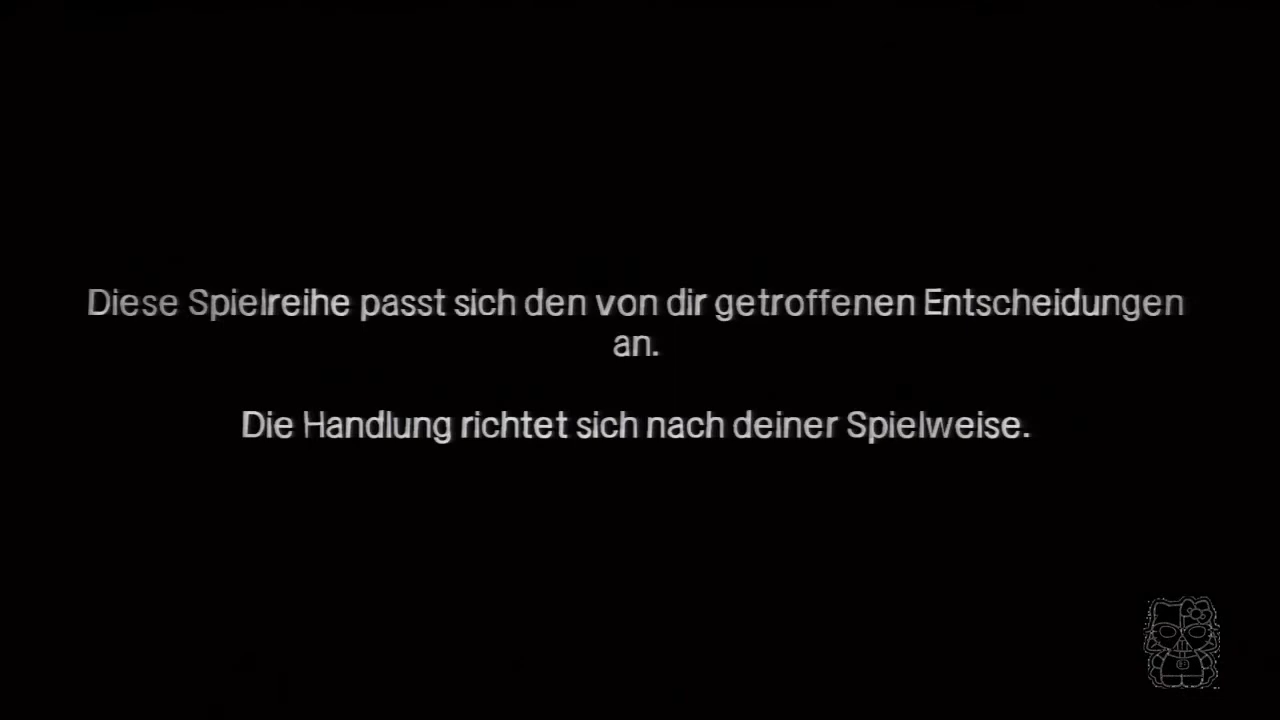 Diese Spielreihe passt sich den von dir getroffenen Entscheidungen
an.
Die Handlung richtet sich nach deiner Spielweise.